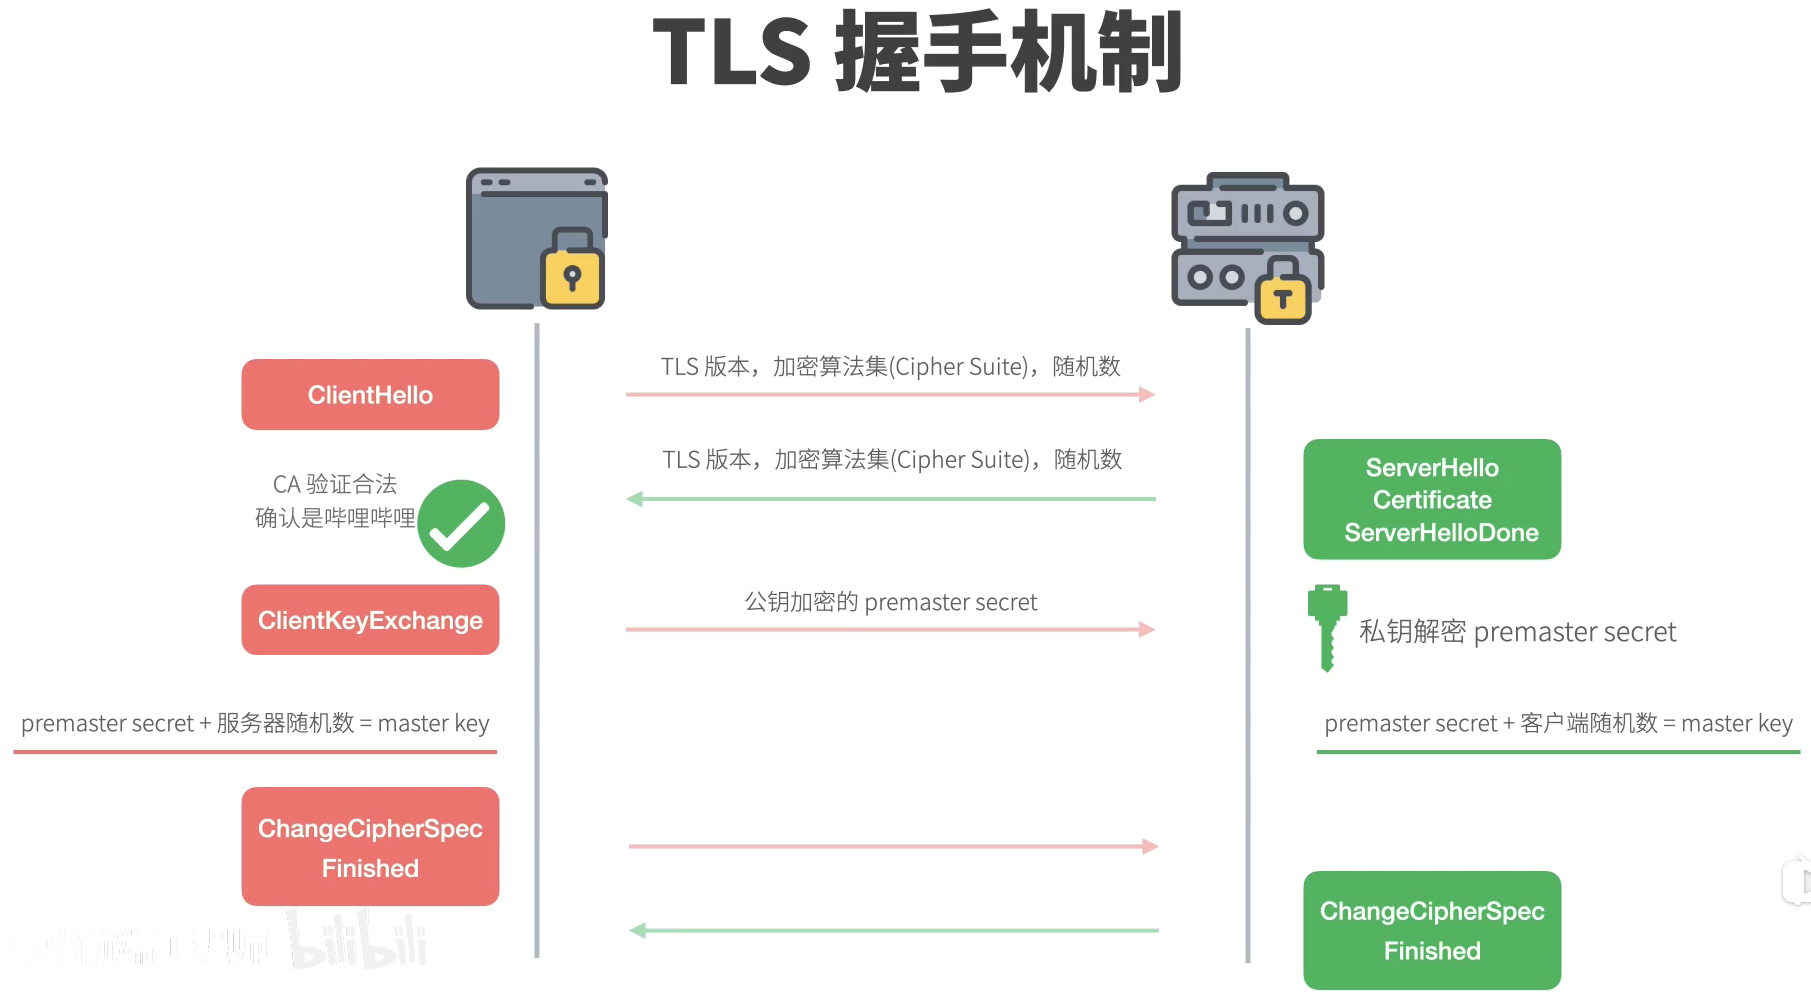 TLS 握手机制
TLS 版本，加密算法集(Cipher Suite)，随机数
ClientHello
TLS 版本，加密算法集(Cipher Suite)，随机数
ServerHello
Certificate
ServerHelloDone
CA 验证合法
确认是哔哩哔哩
公钥加密的 premaster secret
ClientKeyExchange
私钥解密 premaster secret
premaster secret + 服务器随机数 = master key
premaster secret + 客户端随机数 = master key
ChangeCipherSpec
Finished
ChangeCipherSpec
Finished
bilibili